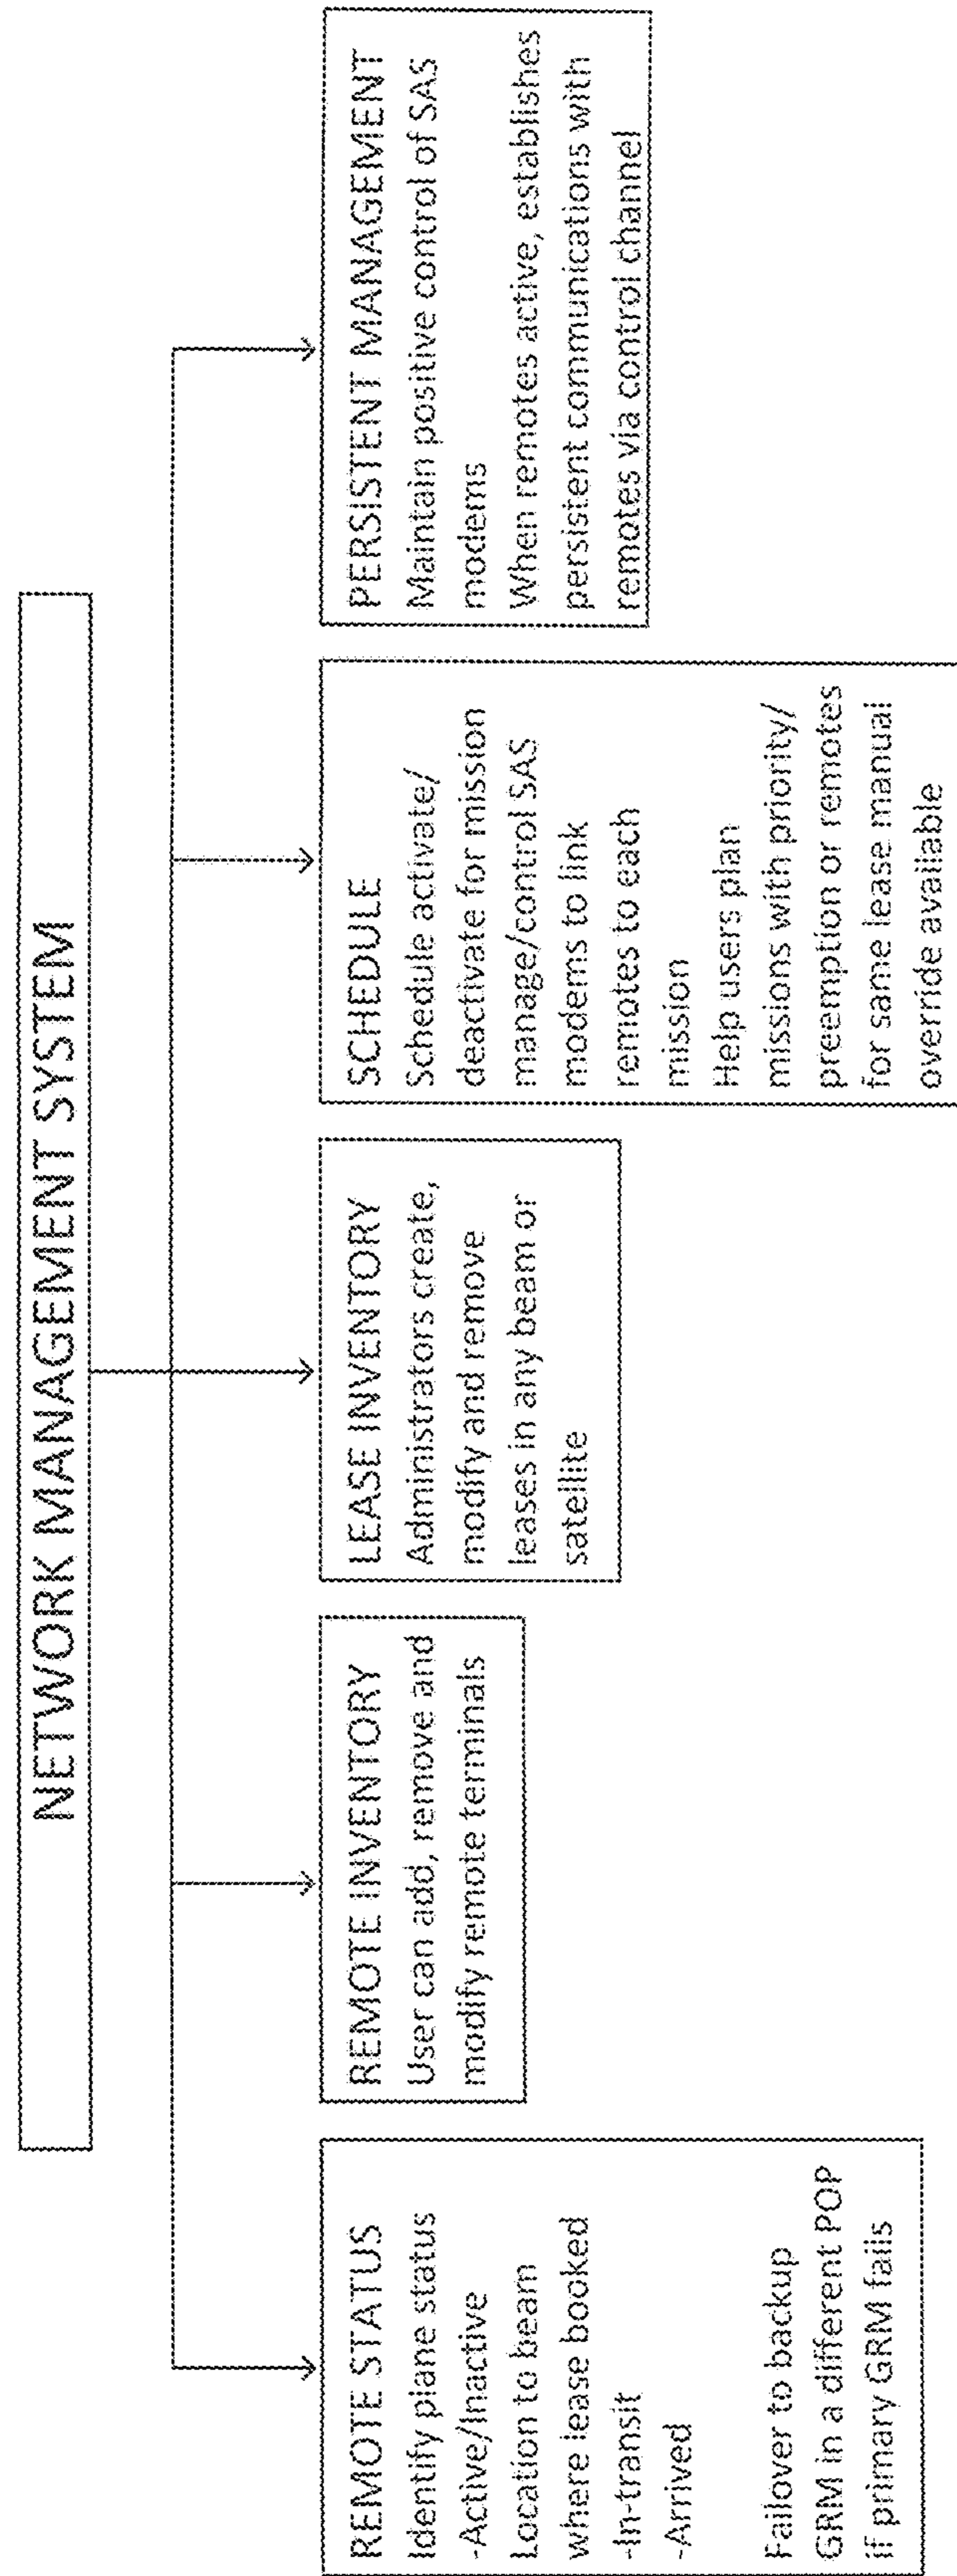 NETWORK MANAGEMENT SYSTEM
REMOTE STATUS
Identify plane status
-Active/Inactive
Location to beam
where lease booked
-In-transit
-Arrived
Failover to backup
GRM in a different POP
if primary GRM fails
REMOTE INVENTORY
User can add, remove and
modify remote terminals
LEASE INVENTORY
Administrators create,
modify and remove
leases in any beam or
satellite
SCHEDULE
Schedule activate/
deactivate for mission
manage/control SAS
modems to link
remotes to each
mission
Help users plan
missions with priority/
preemption or remotes
for same lease manual
override available
PERSISTENT MANAGEMENT
Maintain positive control of SAS
modems
When remotes active, establishes
persistent communications with
remotes via control channel